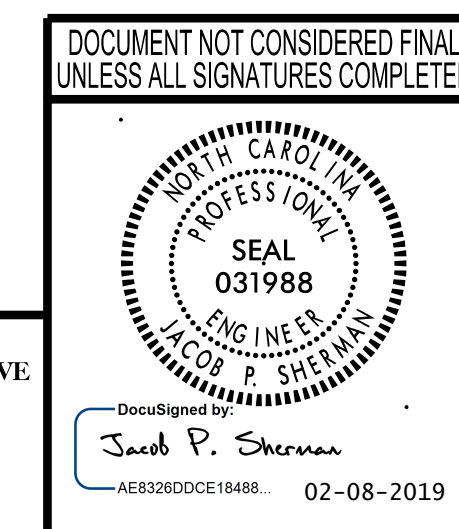 DOCUMENT NOT CONSIDERED FINAL
UNLESS ALL SIGNATURES COMPLETE
NORTH CAROLINA
PROFESSIONAL
SEAL
031988
ENGINEER
JACOB P. SHERMAN
VE
DocuSigned by:
Jacob P. Sherman
AE8326DDCE18488...
02-08-2019